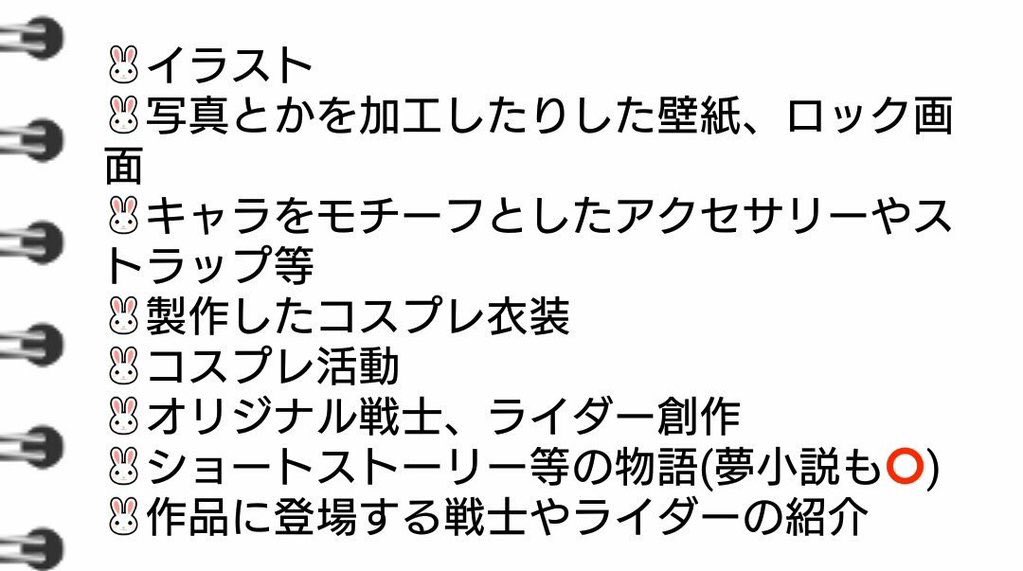 🐰イラスト
🐰写真とかを加工したりした壁紙、ロック画
面
🐰キャラをモチーフとしたアクセサリーやス
トラップ等
🐰製作したコスプレ衣装
🐰コスプレ活動
🐰オリジナル戦士、ライダー創作
🐰ショートストーリー等の物語(夢小説も⭕)
🐰作品に登場する戦士やライダーの紹介